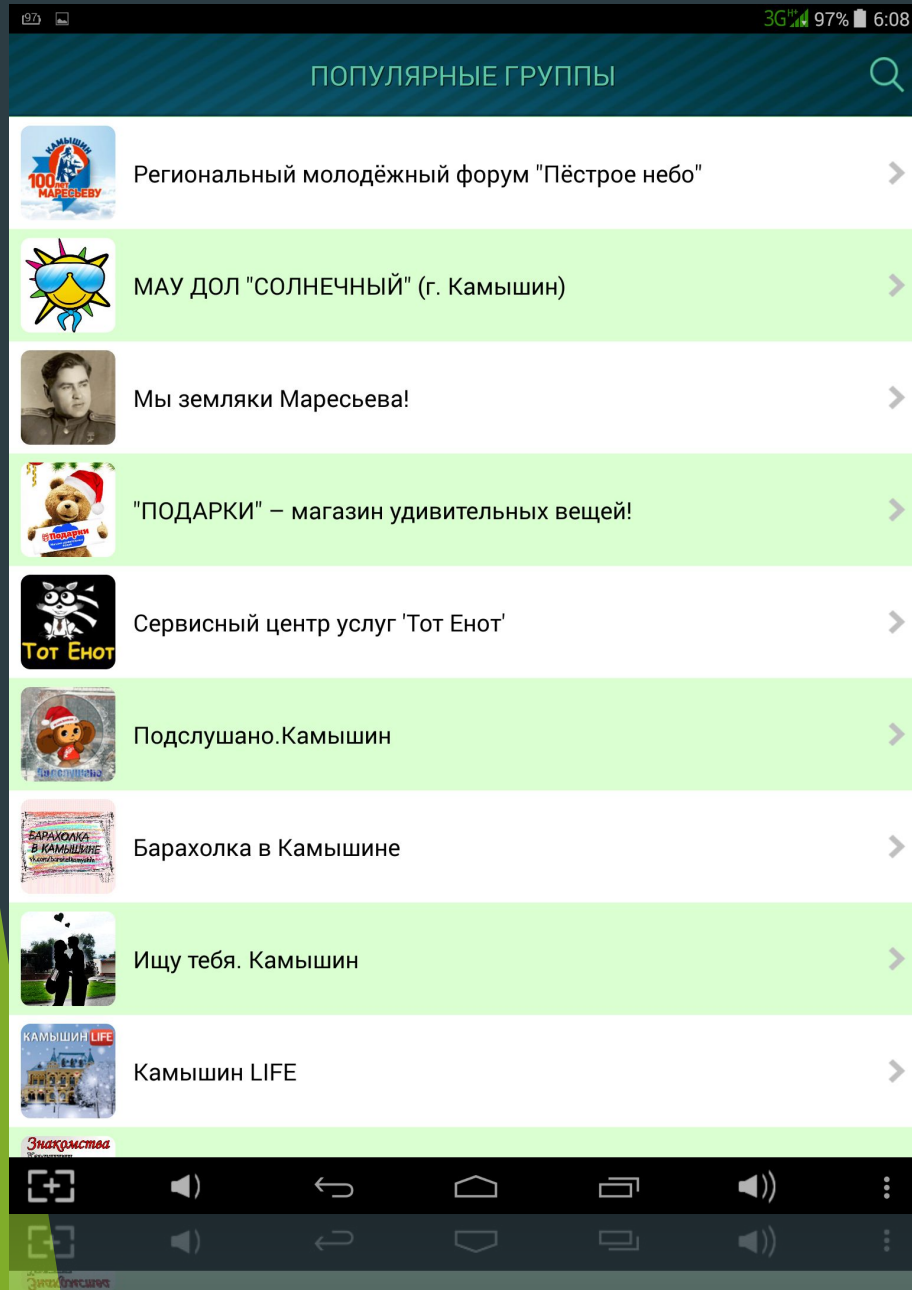 97
3G H+ 97% 6:08
ПОПУЛЯРНЫЕ ГРУППЫ
КАМЫШИН
100 лет
МАРЕСЬЕВУ
Региональный молодёжный форум "Пёстрое небо"
МАУ ДОЛ "СОЛНЕЧНЫЙ" (г. Камышин)
Мы земляки Маресьева!
Подарки
"ПОДАРКИ" – магазин удивительных вещей!
Тот Енот
Сервисный центр услуг 'Тот Енот'
Подслушано
Подслушано.Камышин
БАРАХОЛКА
В КАМЫШИНЕ
Барахолка в Камышине
Ищу тебя. Камышин
КАМЫШИН LIFE
Камышин LIFE
Знакомства